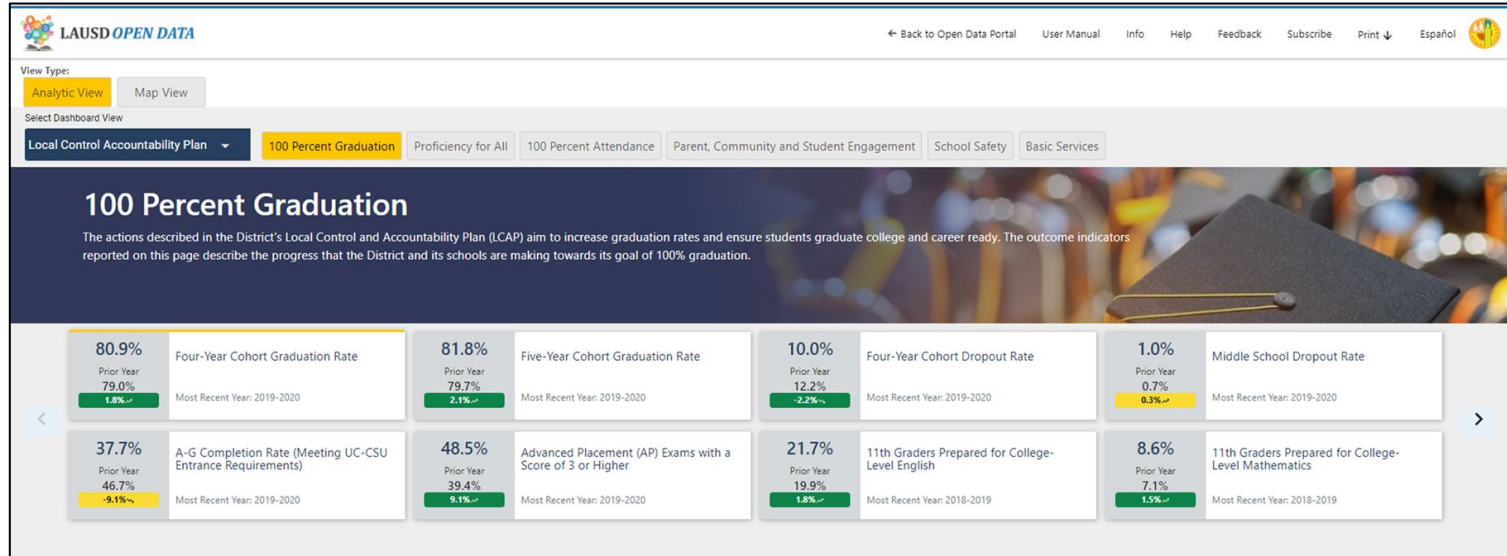 LAUSD OPEN DATA
← Back to Open Data Portal User Manual Info Help Feedback Subscribe Print ↓ Español
View Type:
Analytic View Map View
Select Dashboard View
Local Control Accountability Plan 100 Percent Graduation Proficiency for All 100 Percent Attendance Parent, Community and Student Engagement School Safety Basic Services
100 Percent Graduation
The actions described in the District's Local Control and Accountability Plan (LCAP) aim to increase graduation rates and ensure students graduate college and career ready. The outcome indicators
reported on this page describe the progress that the District and its schools are making towards its goal of 100% graduation.
80.9%
Prior Year
79.0%
1.8%
Four-Year Cohort Graduation Rate
Most Recent Year: 2019-2020
81.8%
Prior Year
79.7%
2.1%
Five-Year Cohort Graduation Rate
Most Recent Year: 2019-2020
10.0%
Prior Year
12.2%
-2.2%
Four-Year Cohort Dropout Rate
Most Recent Year: 2019-2020
1.0%
Prior Year
0.7%
0.3%
Middle School Dropout Rate
Most Recent Year: 2019-2020
37.7%
Prior Year
46.7%
-9.1%
A-G Completion Rate (Meeting UC-CSU
Entrance Requirements)
Most Recent Year: 2019-2020
48.5%
Prior Year
39.4%
9.1%
Advanced Placement (AP) Exams with a
Score of 3 or Higher
Most Recent Year: 2019-2020
21.7%
Prior Year
19.9%
1.8%
11th Graders Prepared for College-
Level English
Most Recent Year: 2018-2019
8.6%
Prior Year
7.1%
1.5%
11th Graders Prepared for College-
Level Mathematics
Most Recent Year: 2018-2019